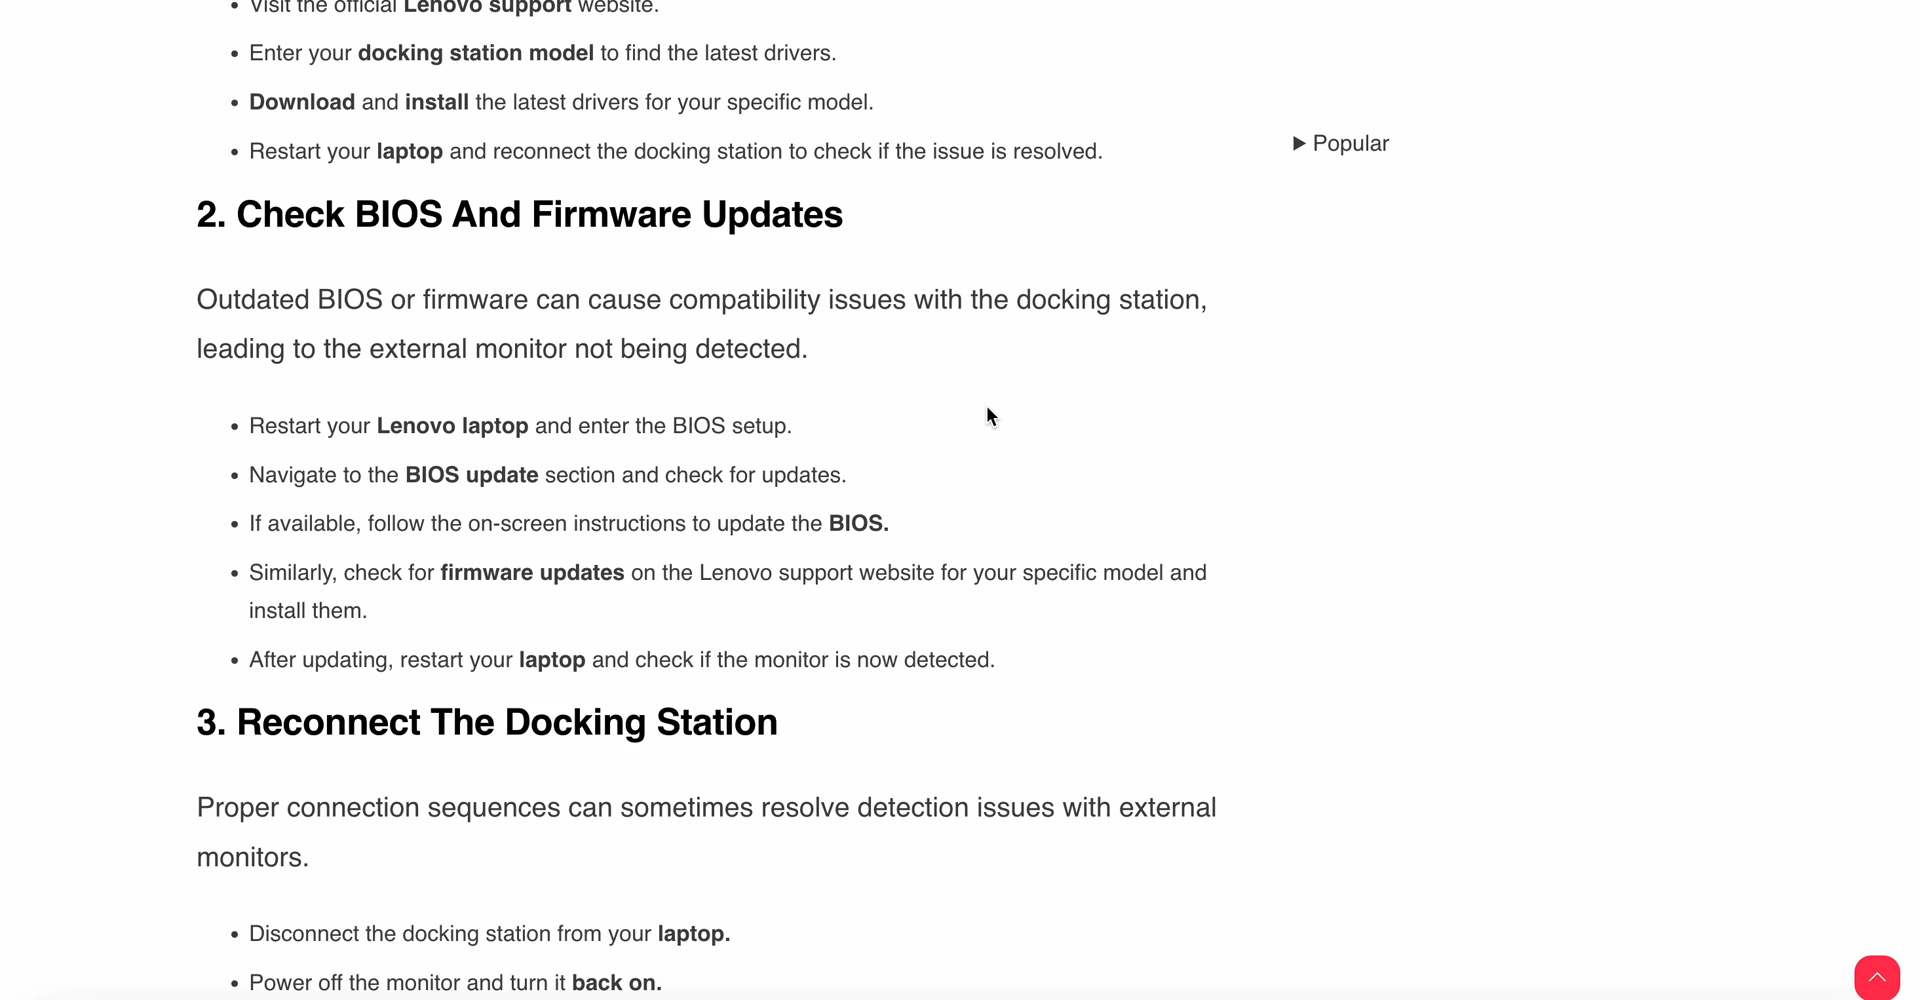 Visit the official Lenovo support website.
Enter your docking station model to find the latest drivers.
Download and install the latest drivers for your specific model.
Restart your laptop and reconnect the docking station to check if the issue is resolved.
Popular
2. Check BIOS And Firmware Updates
Outdated BIOS or firmware can cause compatibility issues with the docking station,
leading to the external monitor not being detected.
Restart your Lenovo laptop and enter the BIOS setup.
Navigate to the BIOS update section and check for updates.
If available, follow the on-screen instructions to update the BIOS.
Similarly, check for firmware updates on the Lenovo support website for your specific model and
install them.
After updating, restart your laptop and check if the monitor is now detected.
3. Reconnect The Docking Station
Proper connection sequences can sometimes resolve detection issues with external
monitors.
Disconnect the docking station from your laptop.
Power off the monitor and turn it back on.